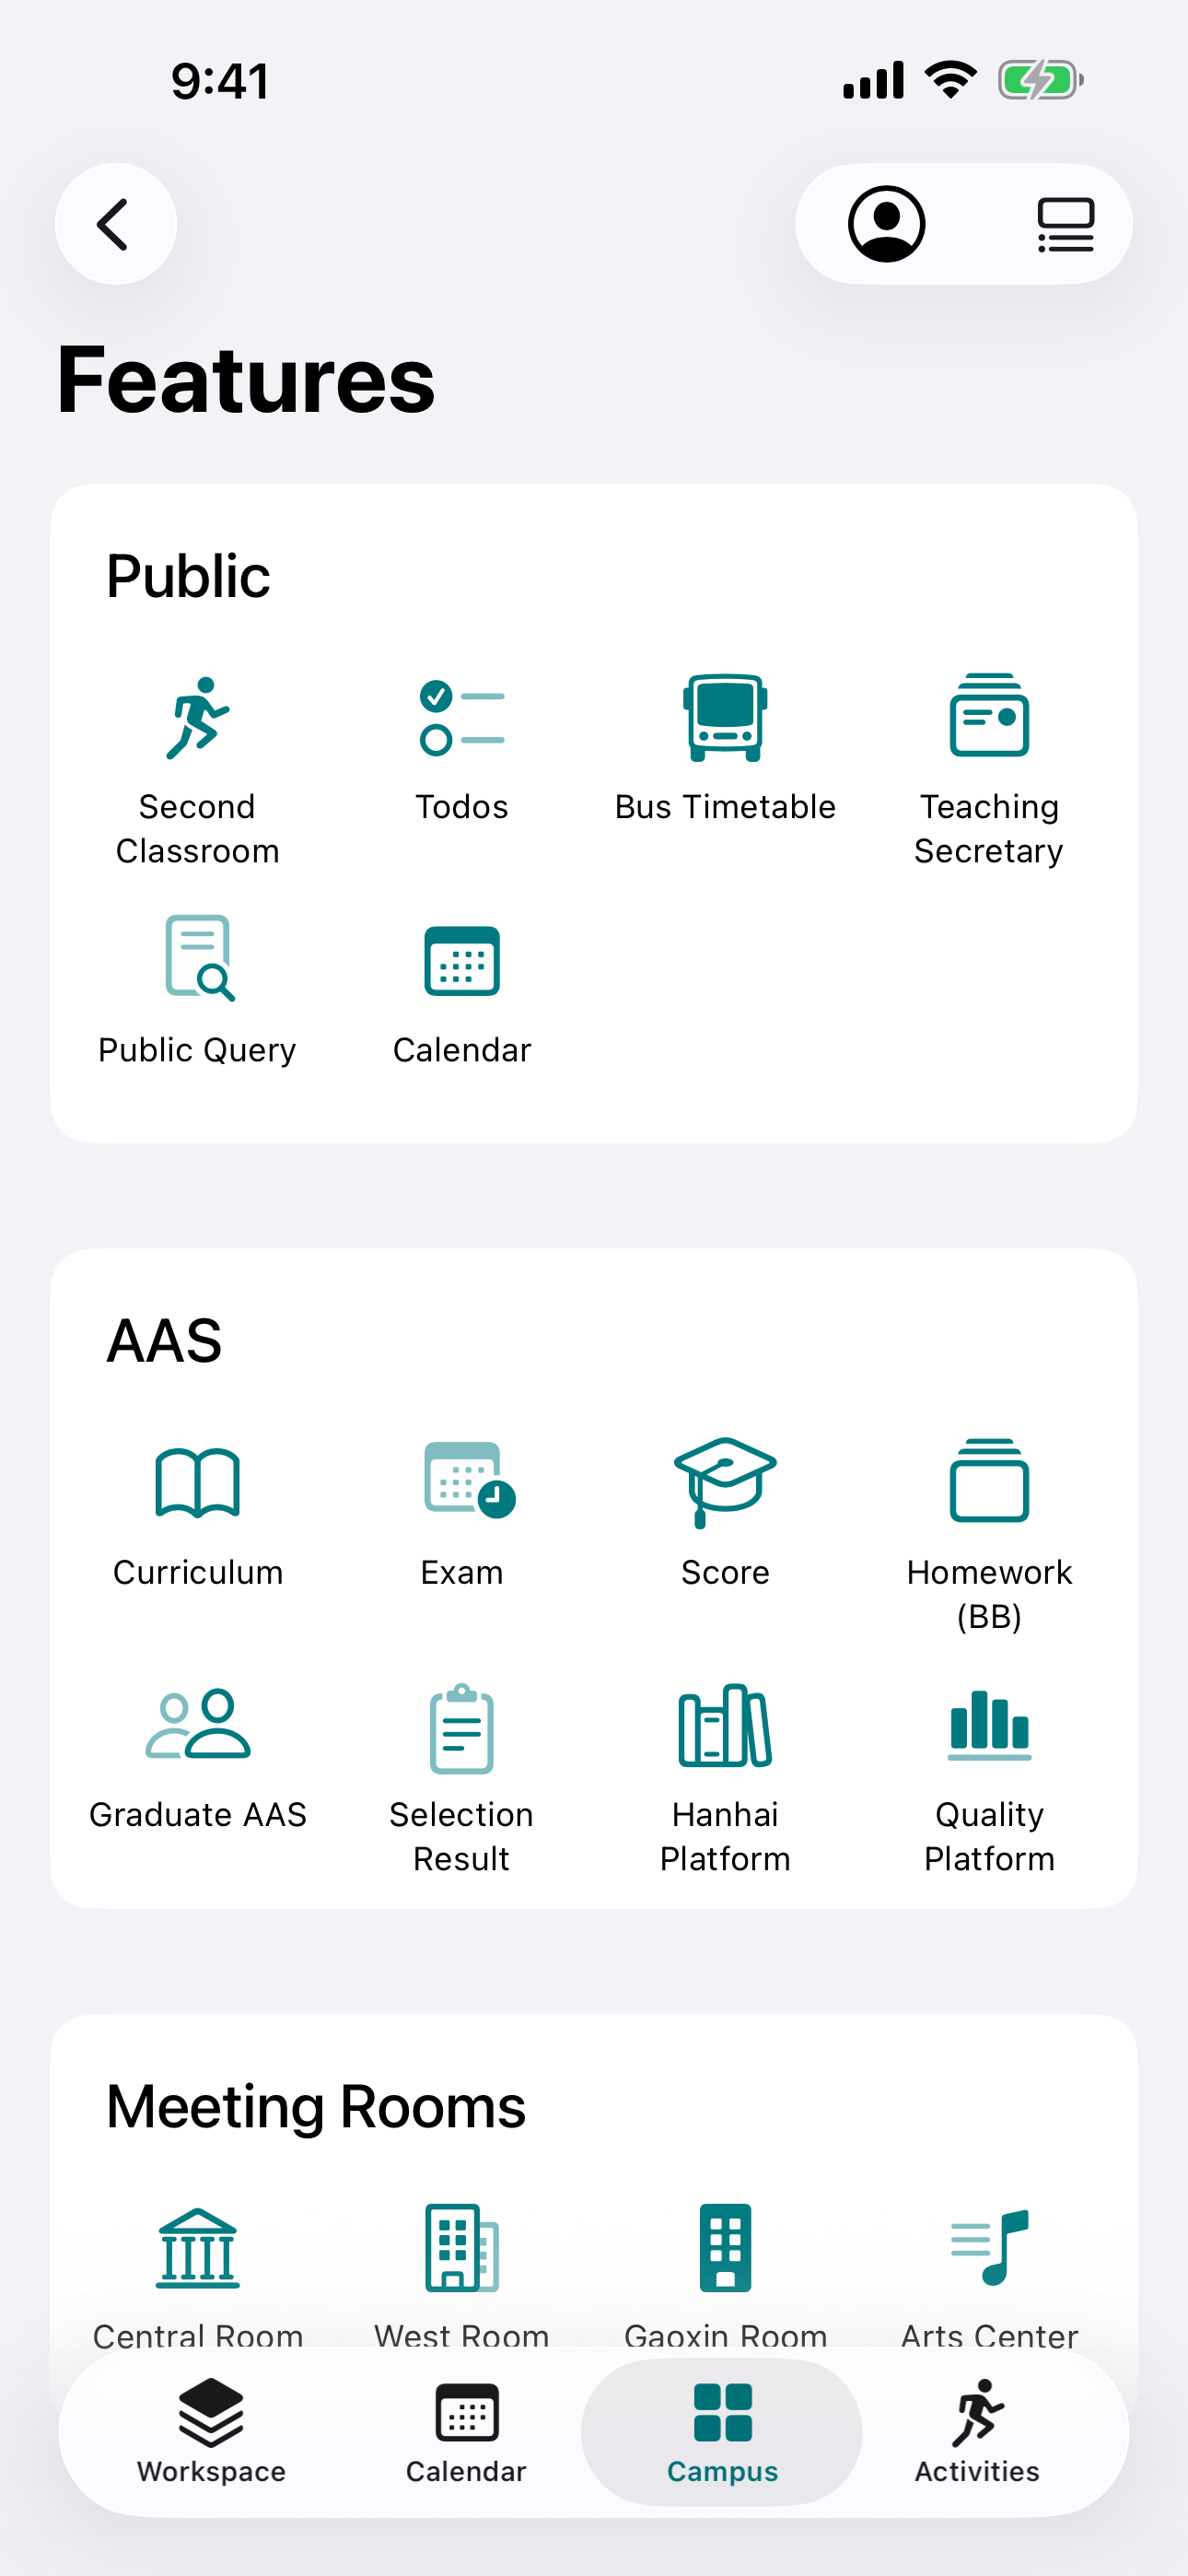 9:41
Features
Public
Second
Classroom
Todos
Bus Timetable
Teaching
Secretary
Public Query
Calendar
AAS
Curriculum
Exam
Score
Homework
(BB)
Graduate AAS
Selection
Result
Hanhai
Platform
Quality
Platform
Meeting Rooms
Central Room
West Room
Gaoxin Room
Arts Center
Workspace
Calendar
Campus
Activities